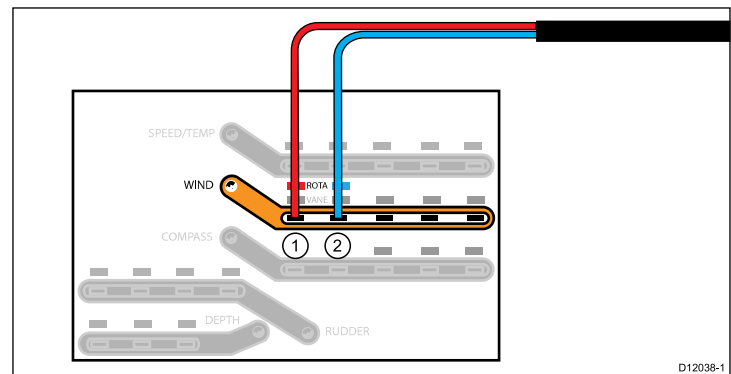 SPEED/TEMP
WIND
ROTA
VANE
1 2
COMPASS
DEPTH
RUDDER
D12038-1